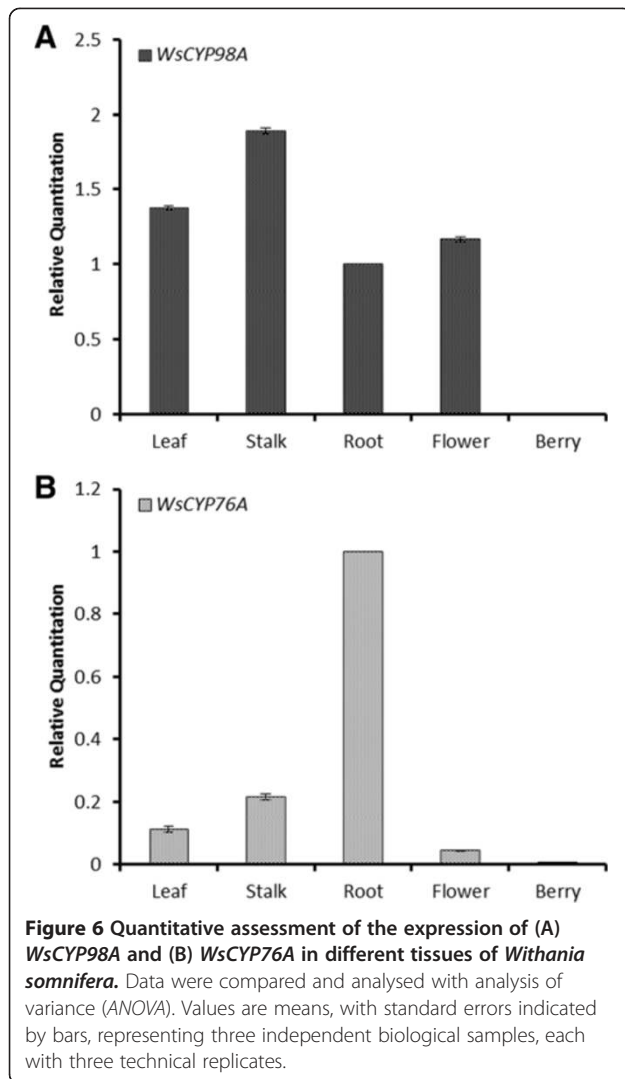 A
2.5
WsCYP98A
2
1.5
1
0.5
0
Relative Quantitation
Leaf Stalk Root Flower Berry
B
1.2
WsCYP76A
1
0.8
0.6
0.4
0.2
0
Relative Quantitation
Leaf Stalk Root Flower Berry
Figure 6 Quantitative assessment of the expression of (A)
WsCYP98A and (B) WsCYP76A in different tissues of Withania
somnifera. Data were compared and analysed with analysis of
variance (ANOVA). Values are means, with standard errors indicated
by bars, representing three independent biological samples, each
with three technical replicates.